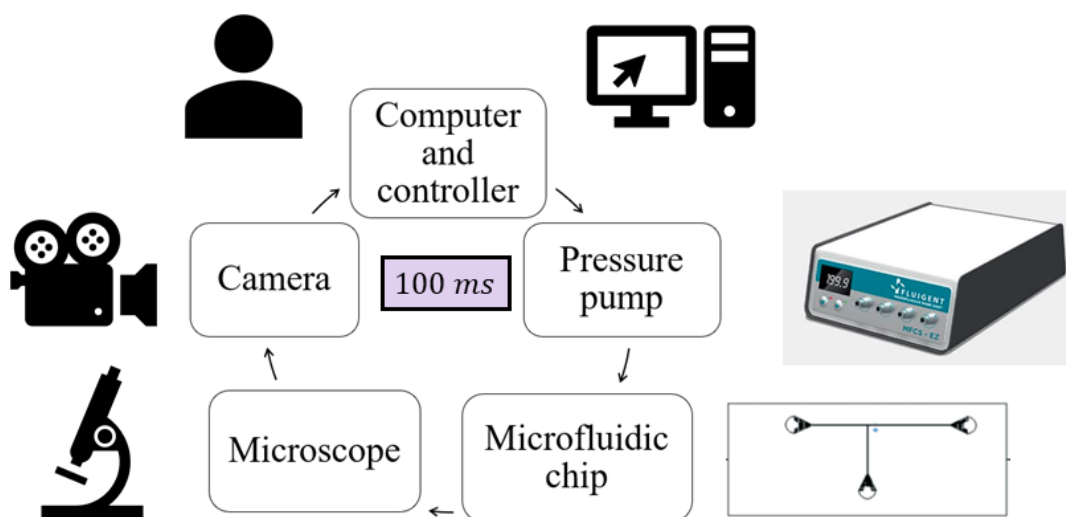 Computer
and
controller
Camera
100 ms
Pressure
pump
199.9
FLUIGENT
MFCS - EZ
Microscope
Microfluidic
chip